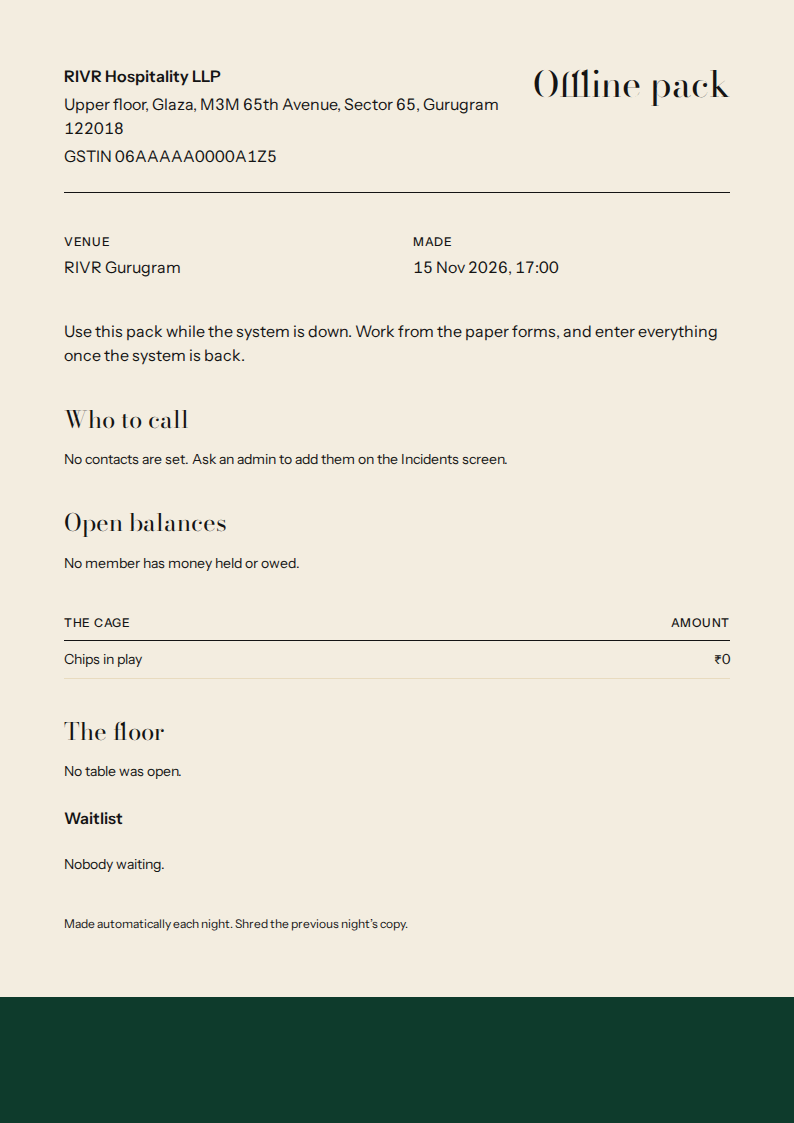 RIVR Hospitality LLP
Offline pack
Upper floor, Glaza, M3M 65th Avenue, Sector 65, Gurugram
122018
GSTIN 06AAAAA0000A1Z5
VENUE
MADE
RIVR Gurugram
15 Nov 2026, 17:00
Use this pack while the system is down. Work from the paper forms, and enter everything
once the system is back.
Who to call
No contacts are set. Ask an admin to add them on the Incidents screen.
Open balances
No member has money held or owed.
THE CAGE
AMOUNT
Chips in play
₹0
The floor
No table was open.
Waitlist
Nobody waiting.
Made automatically each night. Shred the previous night’s copy.